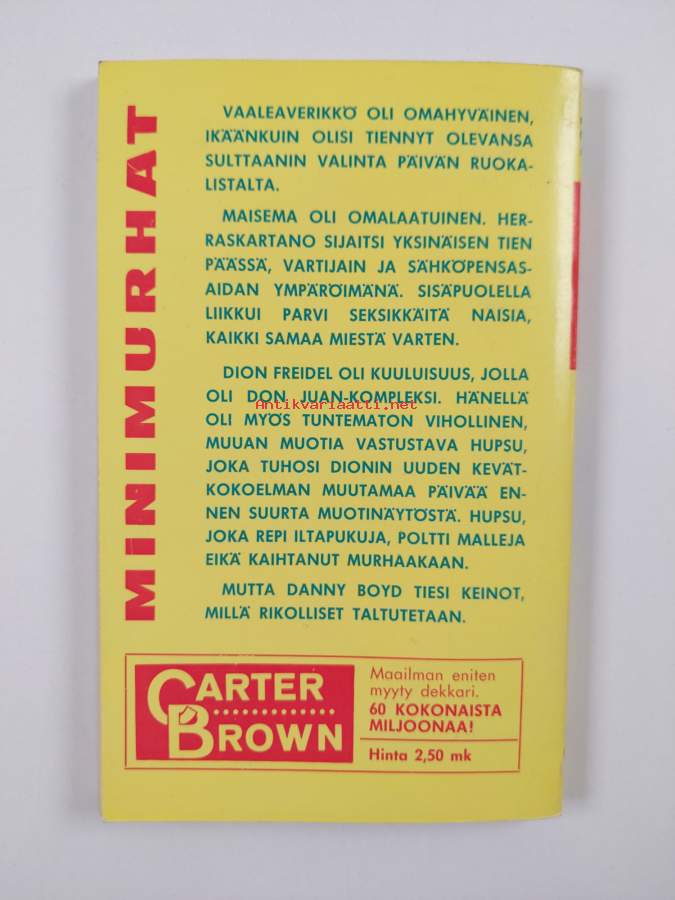 MINIMURHAT
VAALEAVERIKKÖ OLI OMAHYVÄINEN,
IKÄÄNKUIN OLISI TIENNYT OLEVANSA
SULTTAANIN VALINTA PÄIVÄN RUOKA-
LISTALTA.
MAISEMA OLI OMALAATUINEN. HER-
RASKARTANO SIJAITSI YKSINÄISEN TIEN
PÄÄSSÄ, VARTIJAIN JA SÄHKÖPENSAS-
AIDAN YMPÄRÖIMÄNÄ. SISÄPUOLELLA
LIIKKUI PARVI SEKSIKKÄITÄ NAISIA,
KAIKKI SAMAA MIESTÄ VARTEN.
DION FREIDEL OLI KUULUISUUS, JOLLA
OLI DON JUAN-KOMPLEKSI. HÄNELLÄ
Antikvariaatti.net
OLI MYÖS TUNTEMATON VIHOLLINEN,
MUUAN MUOTIA VASTUSTAVA HUPSU,
JOKA TUHOSI DIONIN UUDEN KEVÄT-
KOKOELMAN MUUTAMAA PÄIVÄÄ EN-
NEN SUURTA MUOTINÄYTÖSTÄ. HUPSU,
JOKA REPI ILTAPUKUJA, POLTTI MALLEJA
EIKÄ KAIHTANUT MURHAAKAAN.
MUTTA DANNY BOYD TIESI KEINOT,
MILLÄ RIKOLLISET TALTUTETAAN.
CARTER
BROWN
Maailman eniten
myyty dekkari.
60 KOKONAISTA
MILJOONAA!
Hinta 2,50 mk